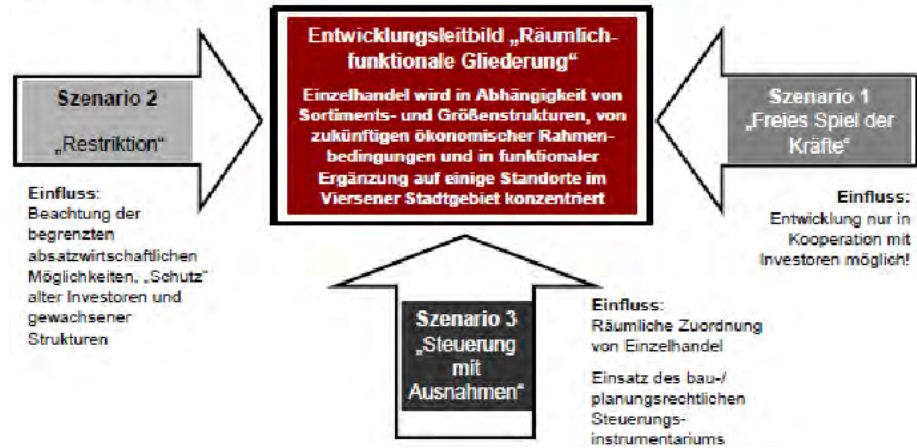 Entwicklungsleitbild „Räumlich-
funktionale Gliederung“
Einzelhandel wird in Abhängigkeit von
Sortiments- und Größenstrukturen, von
zukünftigen ökonomischer Rahmen-
bedingungen und in funktionaler
Ergänzung auf einige Standorte im
Viersener Stadtgebiet konzentriert
Szenario 2
„Restriktion“
Einfluss:
Beachtung der
begrenzten
absatzwirtschaftlichen
Möglichkeiten, „Schutz“
alter Investoren und
gewachsener
Strukturen
Szenario 1
„Freies Spiel der
Kräfte“
Einfluss:
Entwicklung nur in
Kooperation mit
Investoren möglich!
Szenario 3
„Steuerung
mit
Ausnahmen“
Einfluss:
Räumliche Zuordnung
von Einzelhandel
Einsatz des bau-/
planungsrechtlichen
Steuerungs-
instrumentariums